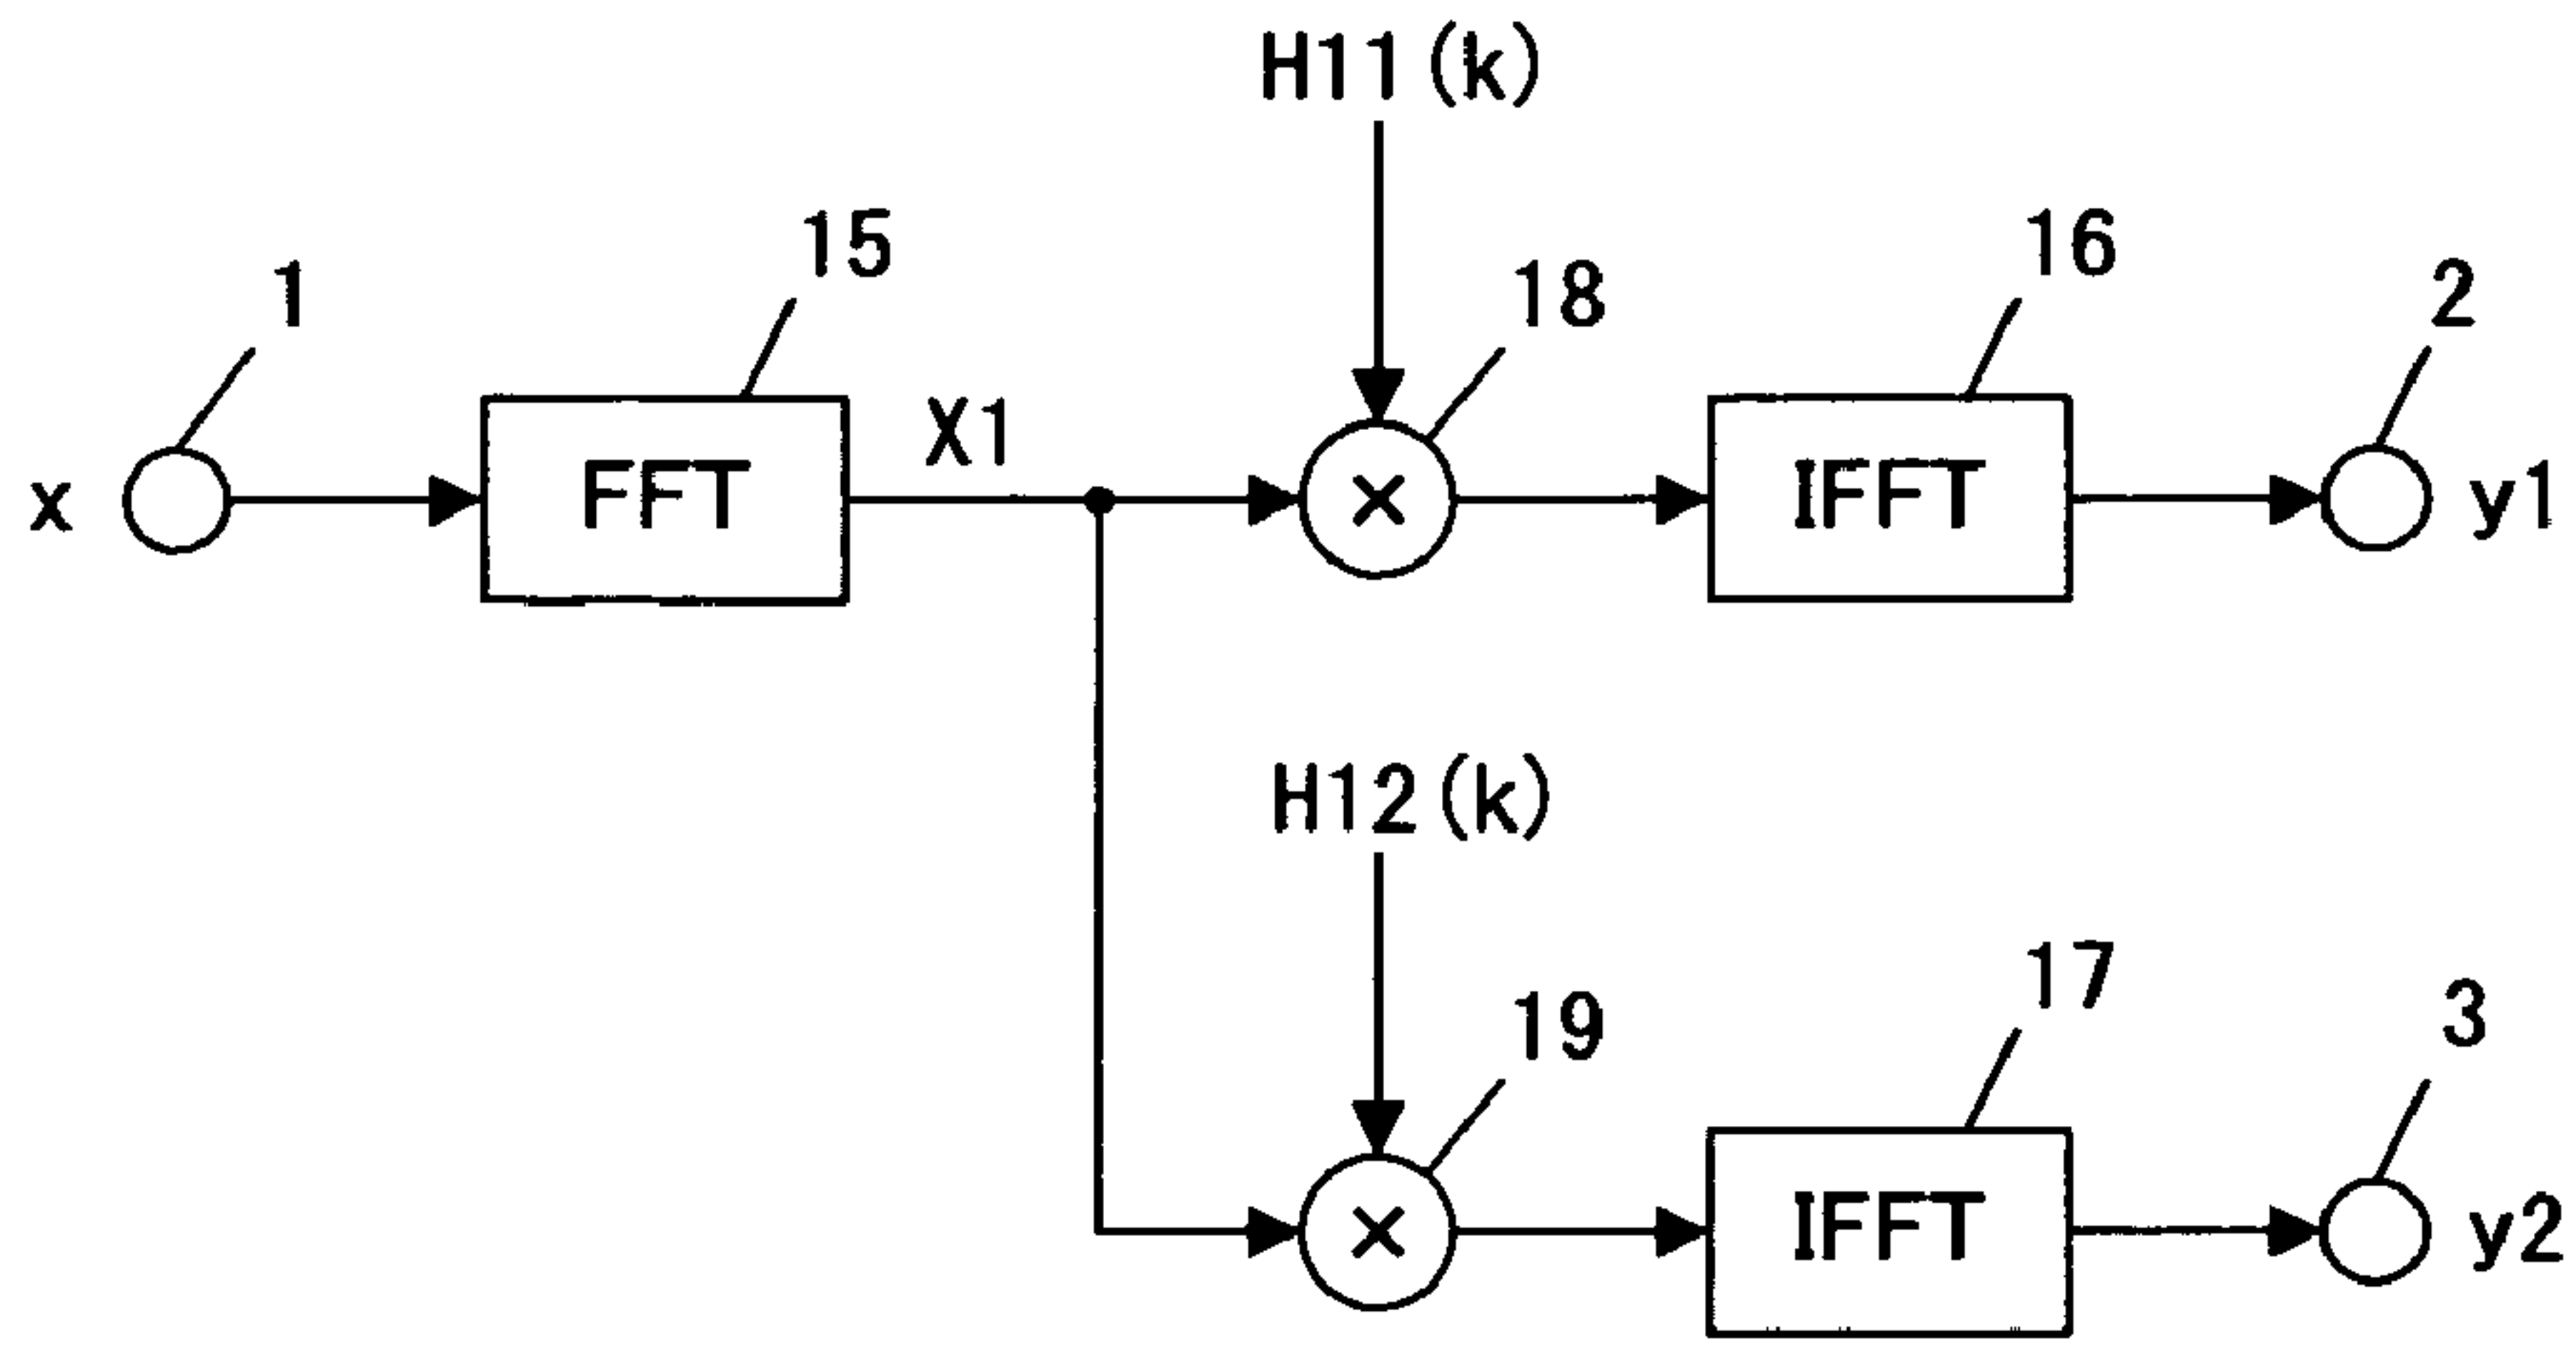 H11(k)
15
16
1
18
2
X1
x
FFT
×
IFFT
y1
H12(k)
17
19
3
×
IFFT
y2